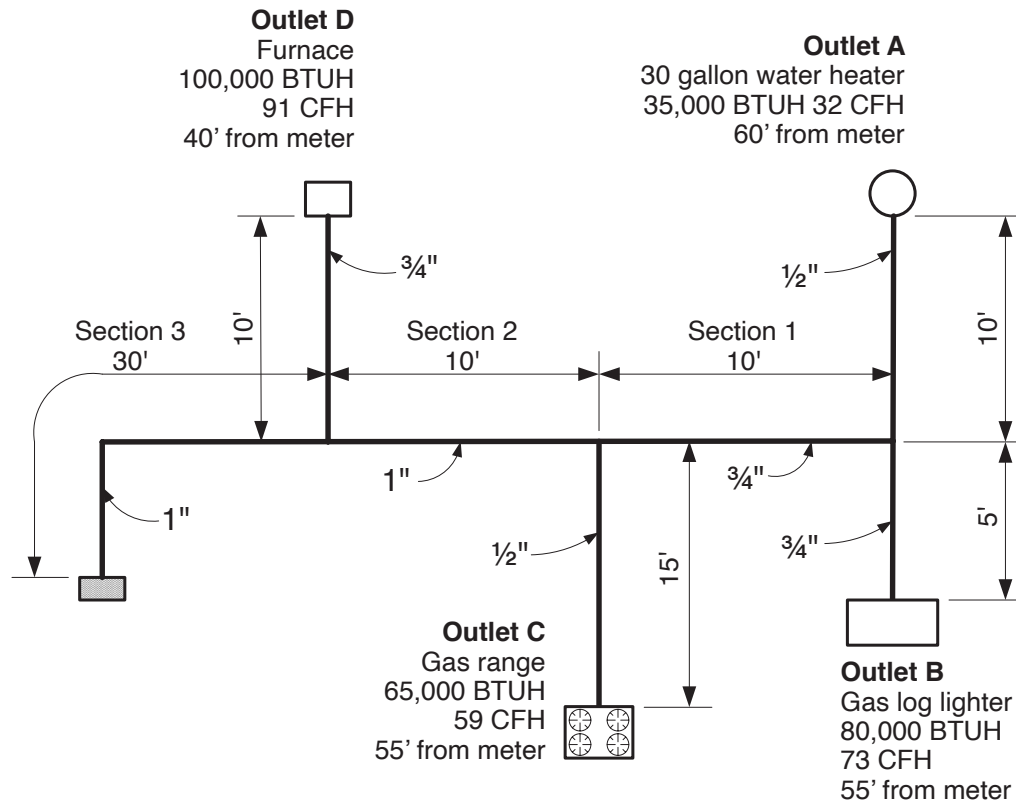 Outlet D
Furnace
100,000 BTUH
91 CFH
40’ from meter
Outlet A
30 gallon water heater
35,000 BTUH 32 CFH
60’ from meter
¾"
½"
10'
10'
Section 3
30'
Section 2
10'
Section 1
10'
1"
1"
¾"
½"
¾"
15'
5'
Outlet C
Gas range
65,000 BTUH
59 CFH
55’ from meter
Outlet B
Gas log lighter
80,000 BTUH
73 CFH
55’ from meter